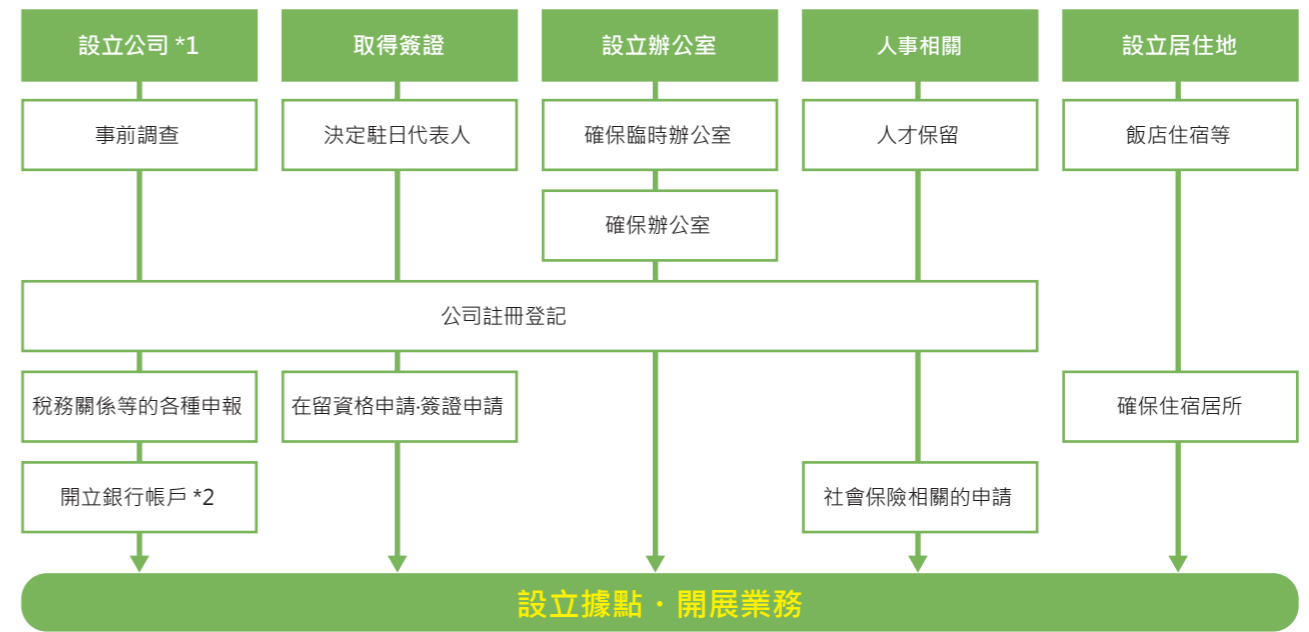 設立公司 *1
取得簽證
設立辦公室
人事相關
設立居住地
事前調查
決定駐日代表人
確保臨時辦公室
人才保留
飯店住宿等
確保辦公室
公司註冊登記
稅務關係等的各種申報
在留資格申請·簽證申請
確保住宿居所
開立銀行帳戶 *2
社會保險相關的申請
設立據點・開展業務